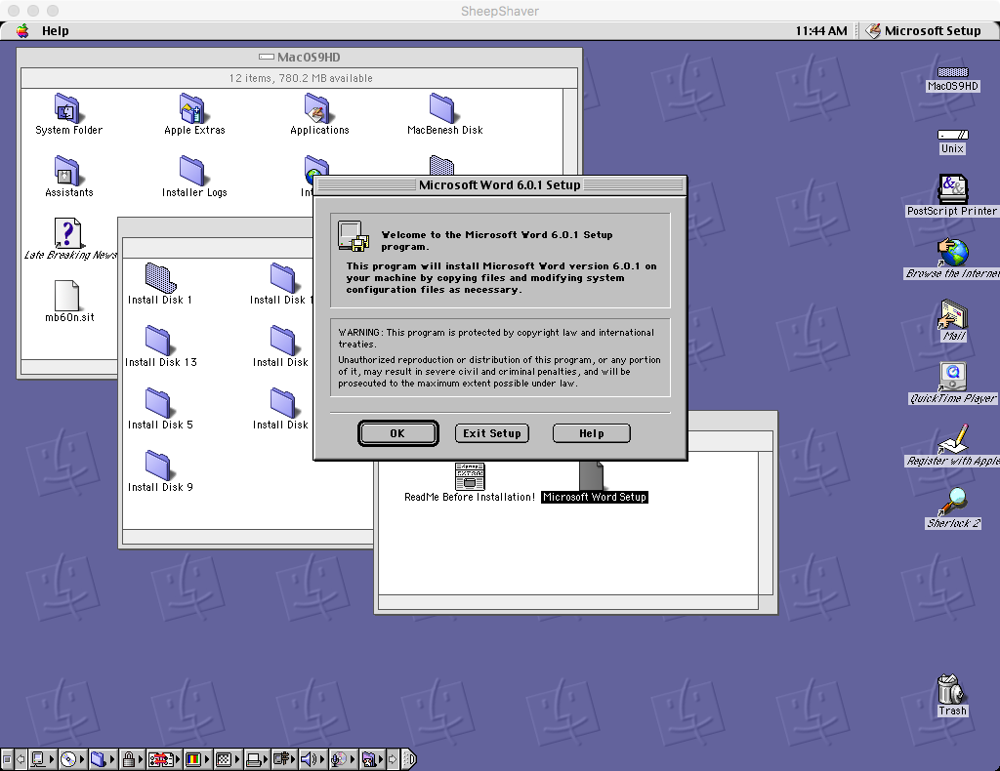 SheepShaver
Help
11:44 AM
Microsoft Setup
MacOS9HD
12 items, 780.2 MB available
System Folder
Apple Extras
Applications
MacBenesh Disk
Assistants
Installer Logs
Late Breaking News
mb60n.sit
Install Disk 1
Install Disk 13
Install Disk
Install Disk 5
Install Disk
Install Disk 9
Microsoft Word 6.0.1 Setup
Welcome to the Microsoft Word 6.0.1 Setup
program.
This program will install Microsoft Word version 6.0.1 on
your machine by copying files and modifying system
configuration files as necessary.
WARNING: This program is protected by copyright law and international
treaties.
Unauthorized reproduction or distribution of this program, or any portion
of it, may result in severe civil and criminal penalties, and will be
prosecuted to the maximum extent possible under law.
OK
Exit Setup
Help
ReadMe Before Installation!
Microsoft Word Setup
MacOS9HD
Unix
PostScript Printer
Browse the Internet
Mail
QuickTime Player
Register with Apple
Sherlock 2
Trash